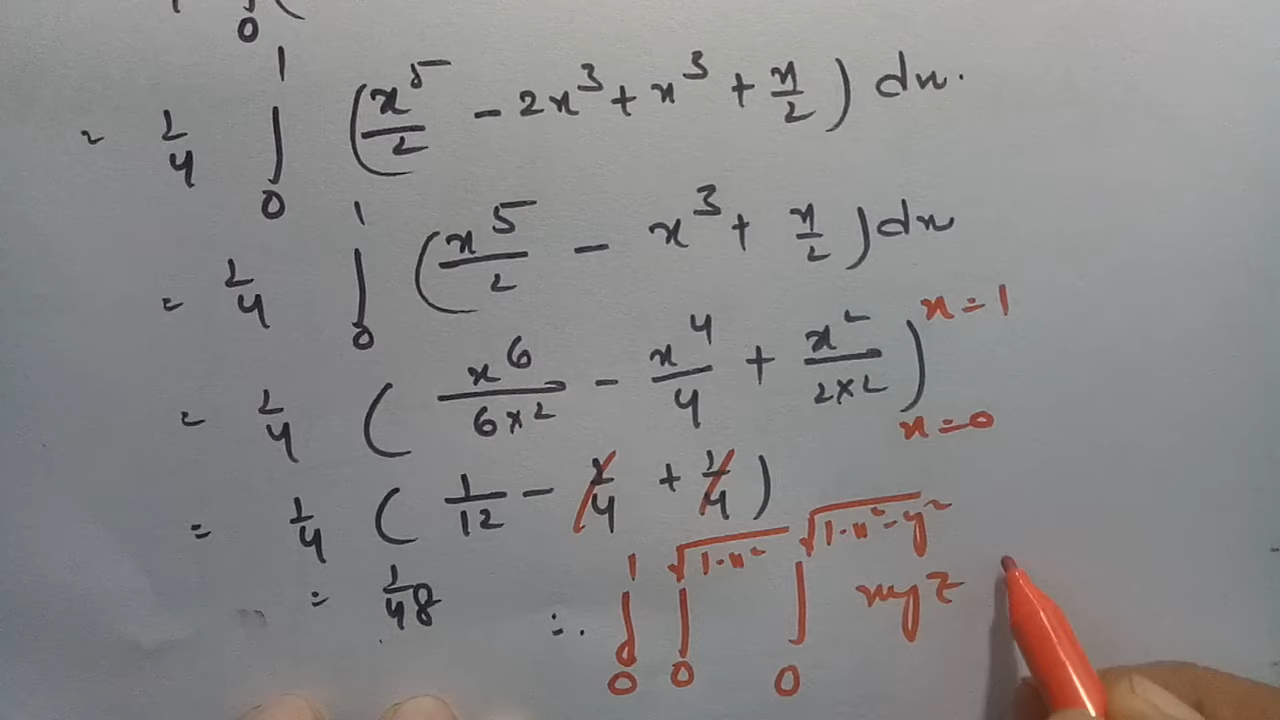 0
= 1/4 ∫₀¹ (x⁵/2 - 2x³ + x³ + x/2) dx.
= 1/4 ∫₀¹ (x⁵/2 - x³ + x/2) dx
= 1/4 ( x⁶/6×2 - x⁴/4 + x²/2×2 ) x=1 x=0
= 1/4 ( 1/12 - 1/4 + 1/4 )
= 1/48 ∴ ∫₀¹ ∫₀^√(1-x²) ∫₀^√(1-x²-y²) xyz